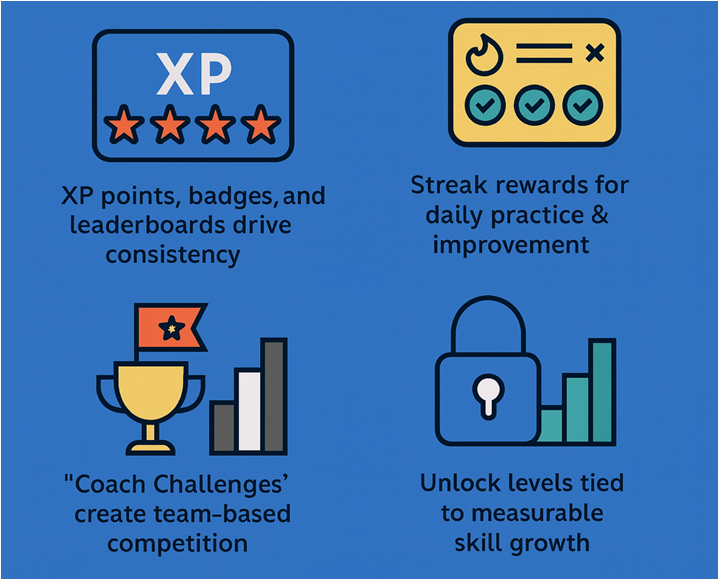 XP
XP points, badges, and
leaderboards drive
consistency
Streak rewards for
daily practice &
improvement
"Coach Challenges’
create team-based
competition
Unlock levels tied
to measurable
skill growth